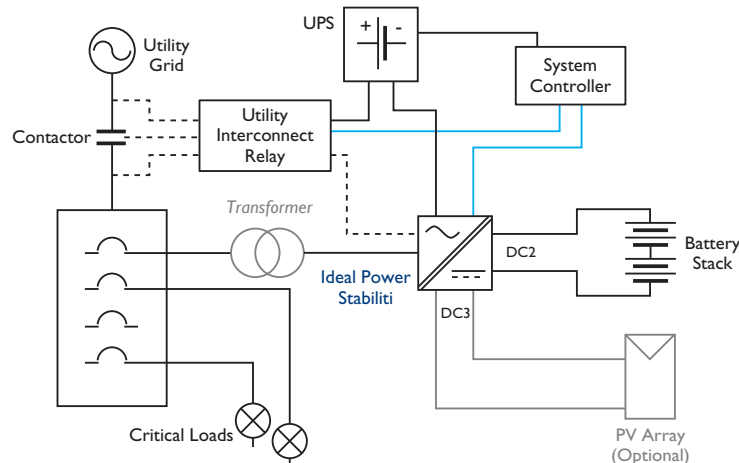 UPS
+ -
Utility
Grid
System
Controller
Contactor
Utility
Interconnect
Relay
Transformer
Ideal Power
Stabiliti
DC2
Battery
Stack
DC3
Critical Loads
PV Array
(Optional)